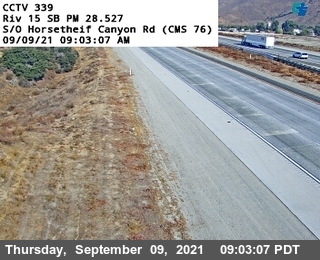 CCTV 339
Riv 15 SB PM 28.527
S/O Horsetheif Canyon Rd (CMS 76)
09/09/21 09:03:07 AM
Thursday, September 09, 2021 09:03:07 PDT